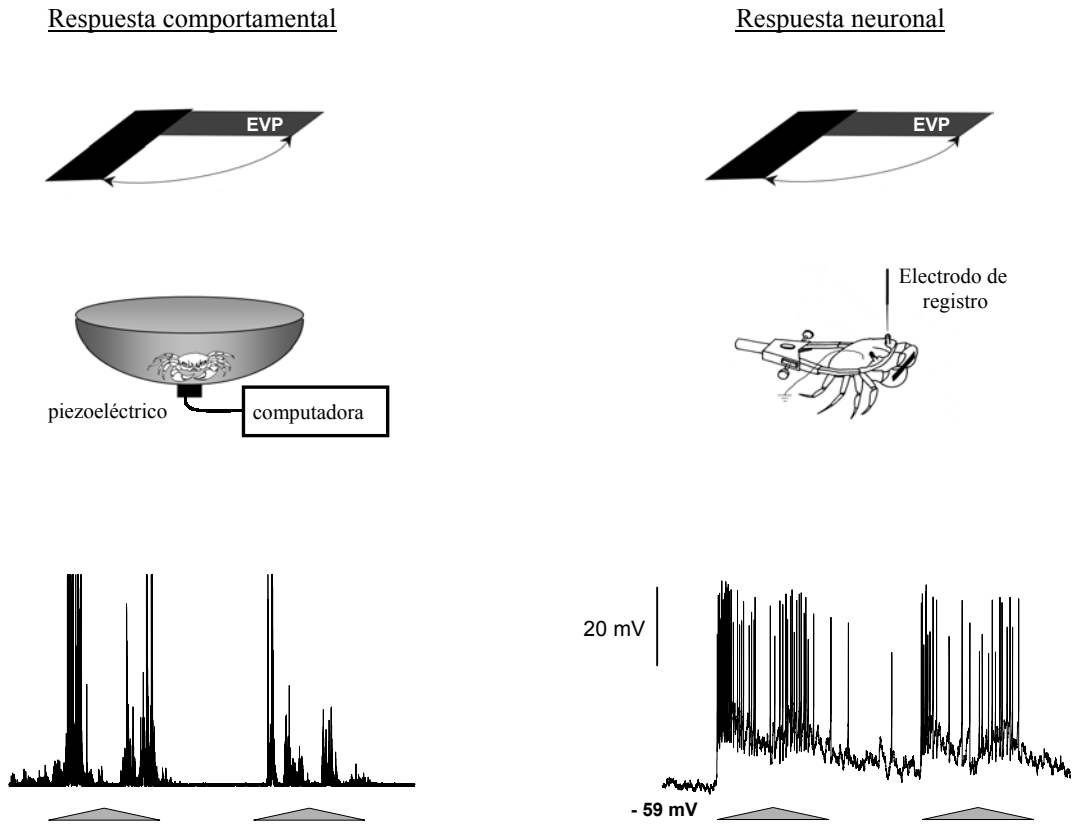 Respuesta comportamental
Respuesta neuronal
EVP
EVP
Electrodo de
registro
piezoeléctrico
computadora
20 mV
- 59 mV